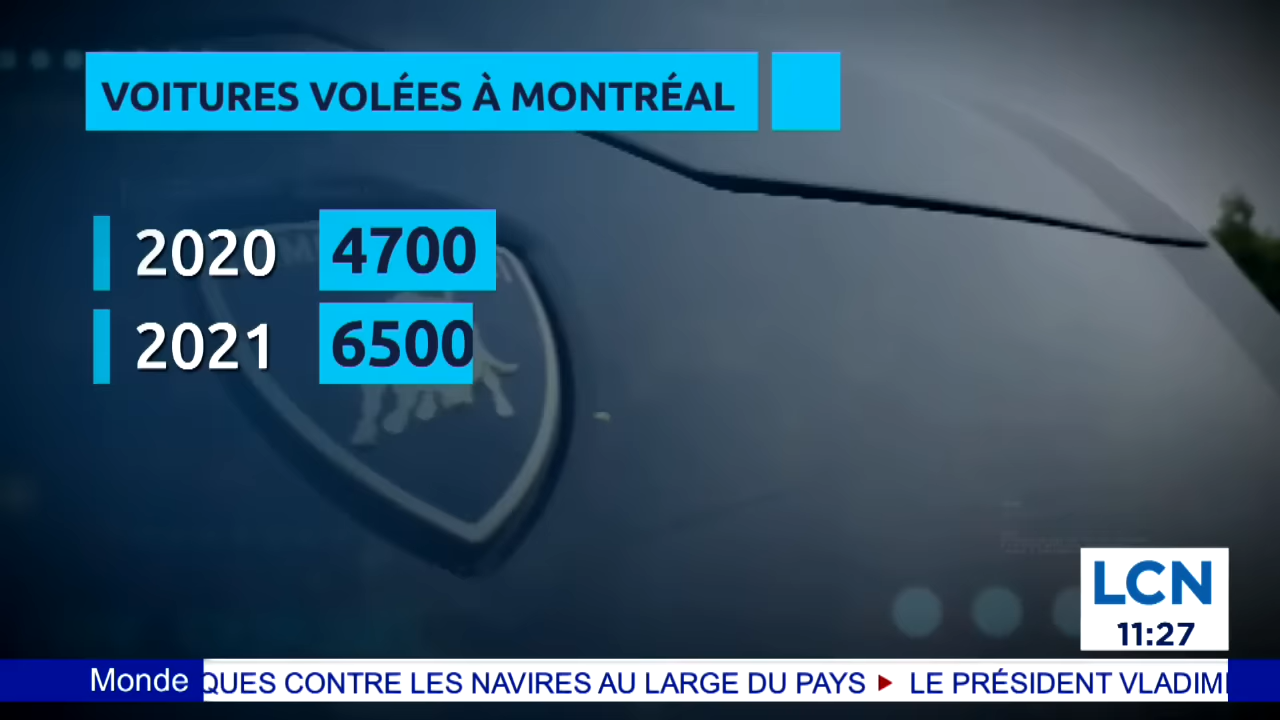 VOITURES VOLÉES À MONTRÉAL
2020 4700
2021 6500
LCN
11:27
Monde QUES CONTRE LES NAVIRES AU LARGE DU PAYS ▶ LE PRÉSIDENT VLADIMI